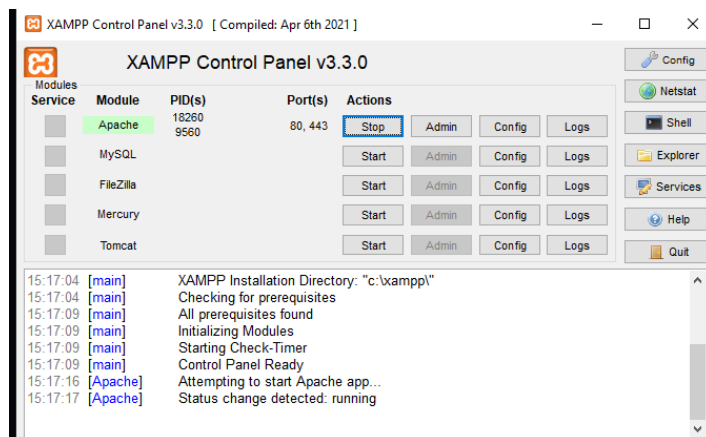 XAMPP Control Panel v3.3.0 [ Compiled: Apr 6th 2021 ]
XAMPP Control Panel v3.3.0
Config
Modules
Service Module PID(s) Port(s) Actions
Netstat
Apache 18260 9560 80, 443 Stop Admin Config Logs
Shell
MySQL Start Admin Config Logs
Explorer
FileZilla Start Admin Config Logs
Services
Mercury Start Admin Config Logs
Help
Tomcat Start Admin Config Logs
Quit
15:17:04 [main] XAMPP Installation Directory: "c:\xampp\"
15:17:04 [main] Checking for prerequisites
15:17:09 [main] All prerequisites found
15:17:09 [main] Initializing Modules
15:17:09 [main] Starting Check-Timer
15:17:09 [main] Control Panel Ready
15:17:16 [Apache] Attempting to start Apache app...
15:17:17 [Apache] Status change detected: running